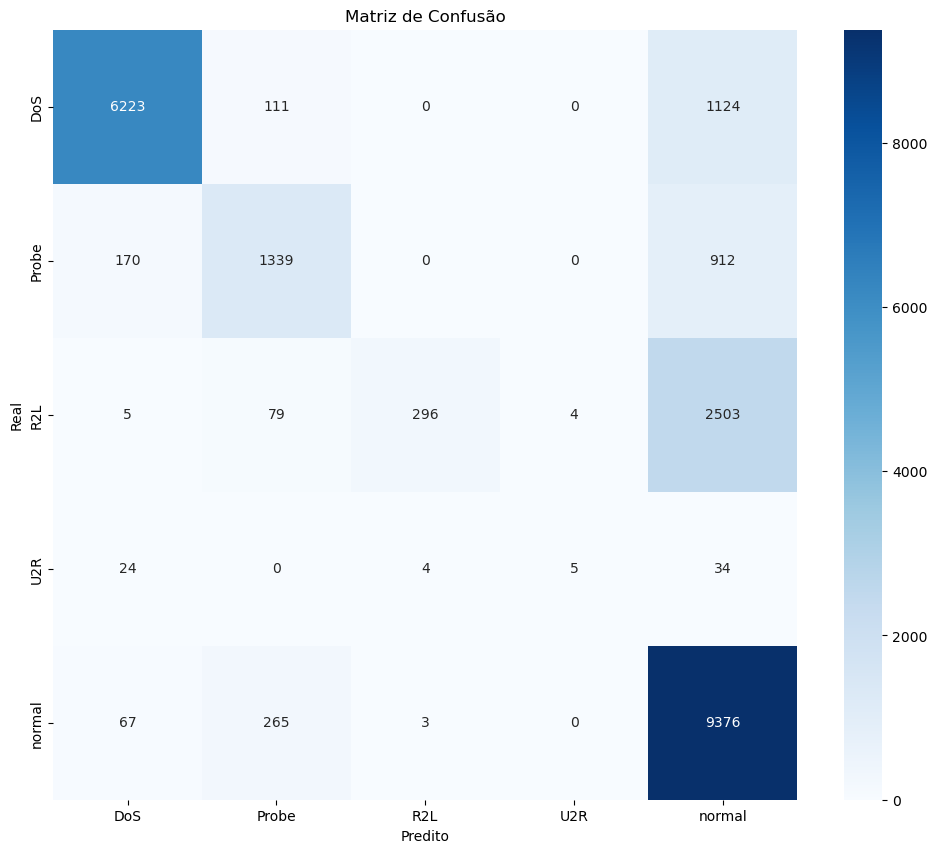 Matriz de Confusão
DoS 6223 111 0 0 1124
Probe 170 1339 0 0 912
R2L 5 79 296 4 2503
U2R 24 0 4 5 34
normal 67 265 3 0 9376
DoS Probe R2L U2R normal
Predito
Real
8000
6000
4000
2000
0